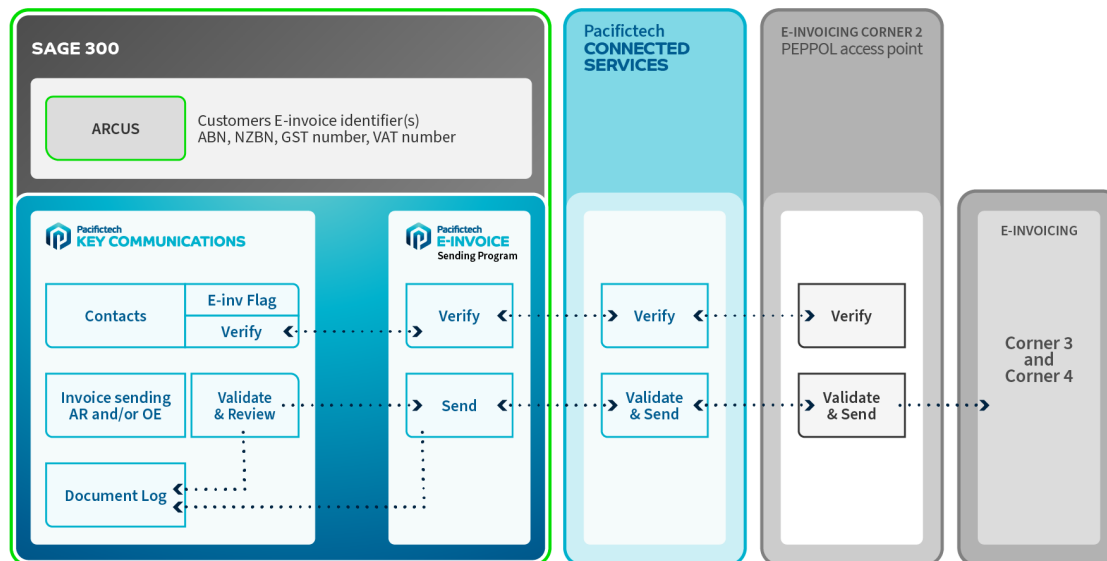 SAGE 300
ARCUS
Customers E-invoice identifier(s)
ABN, NZBN, GST number, VAT number
Pacifictech
KEY COMMUNICATIONS
Contacts
E-inv Flag
Verify
Invoice sending
AR and/or OE
Validate
& Review
Document Log
Pacifictech
E-INVOICE
Sending Program
Verify
Send
Pacifictech
CONNECTED
SERVICES
Verify
Validate
& Send
E-INVOICING CORNER 2
PEPPOL access point
Verify
Validate
& Send
E-INVOICING
Corner 3
and
Corner 4